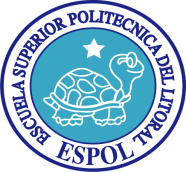 ESCUELA SUPERIOR POLITECNICA DEL LITORAL
ESPOL